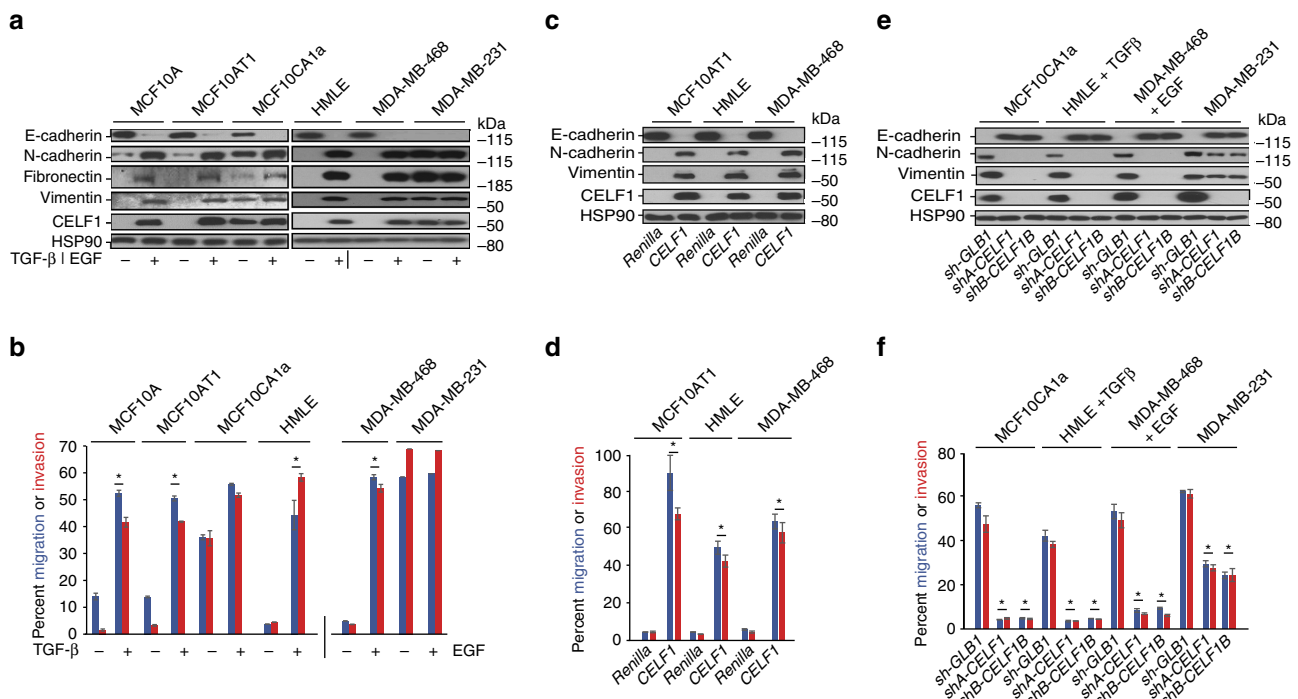 a
MCF10A
MCF10AT1
MCF10CA1a
HMLE
MDA-MB-468
MDA-MB-231
kDa
E-cadherin
–115
N-cadherin
–115
Fibronectin
–185
Vimentin
–50
CELF1
–50
HSP90
–80
TGF-β | EGF – + – + – + – + – + – +
b
MCF10A
MCF10AT1
MCF10CA1a
HMLE
MDA-MB-468
MDA-MB-231
Percent migration or invasion
70
60
50
40
30
20
10
0
* * * *
TGF-β – + – + – + – + – + – + EGF
c
MCF10AT1
HMLE
MDA-MB-468
kDa
E-cadherin
–115
N-cadherin
–115
Vimentin
–50
CELF1
–50
HSP90
–80
Renilla
CELF1
Renilla
CELF1
Renilla
CELF1
d
MCF10AT1
HMLE
MDA-MB-468
Percent migration or invasion
100
80
60
40
20
0
* * *
Renilla
CELF1
Renilla
CELF1
Renilla
CELF1
e
MCF10CA1a
HMLE + TGFβ
MDA-MB-468
+ EGF
MDA-MB-231
kDa
E-cadherin
–115
N-cadherin
–115
Vimentin
–50
CELF1
–50
HSP90
–80
sh-GLB1
shA-CELF1
shB-CELF1B
sh-GLB1
shA-CELF1
shB-CELF1B
sh-GLB1
shA-CELF1
shB-CELF1B
sh-GLB1
shA-CELF1
shB-CELF1B
f
MCF10CA1a
HMLE +TGFβ
MDA-MB-468
+ EGF
MDA-MB-231
Percent migration or invasion
80
60
40
20
0
* * * * * * * *
sh-GLB1
shA-CELF1
shB-CELF1B
sh-GLB1
shA-CELF1
shB-CELF1B
sh-GLB1
shA-CELF1
shB-CELF1B
sh-GLB1
shA-CELF1
shB-CELF1B